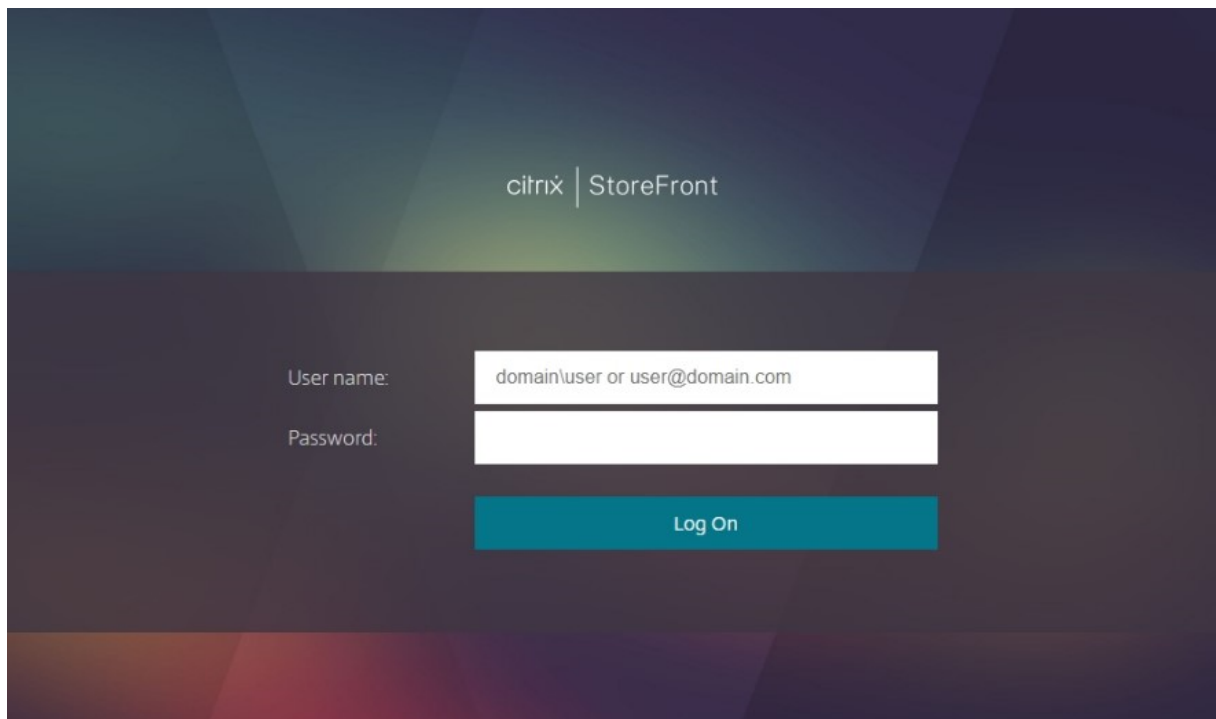 citrix | StoreFront
User name:
domain\user or user@domain.com
Password:
Log On